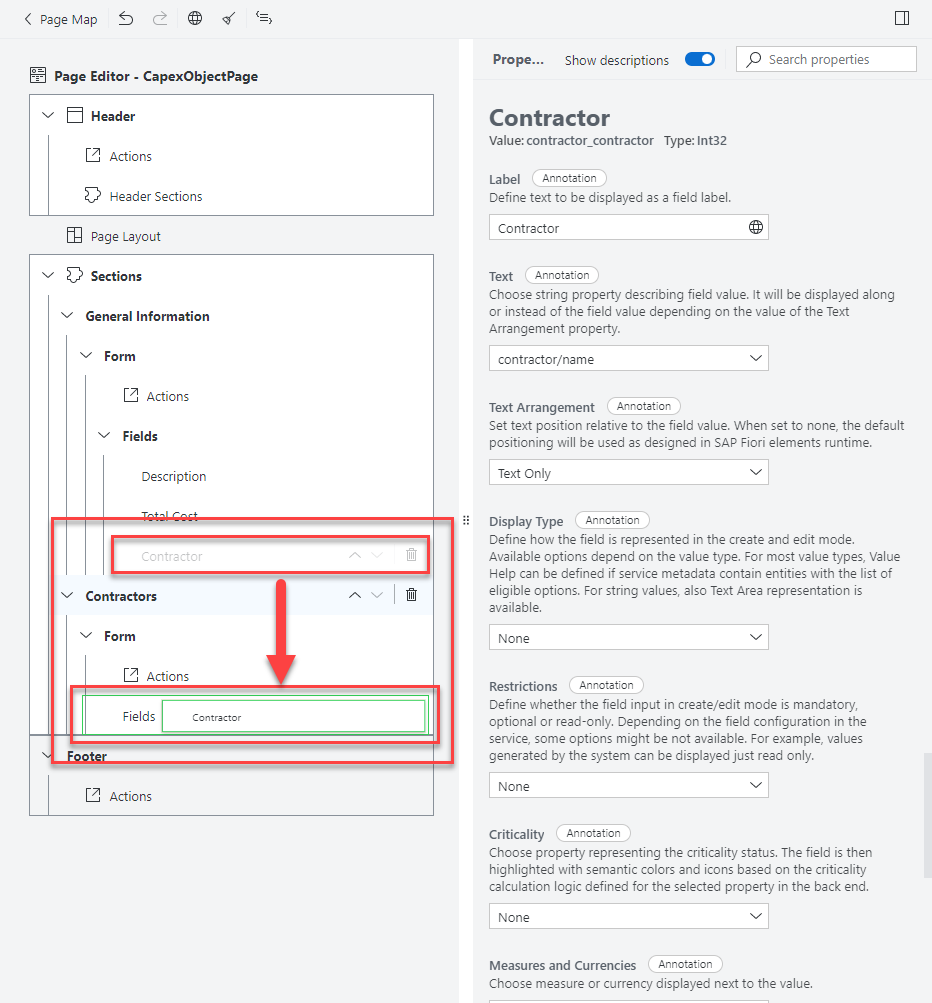 Page Map
Page Editor - CapexObjectPage
Header
Actions
Header Sections
Page Layout
Sections
General Information
Form
Actions
Fields
Description
Total Cost
Contractor
Contractors
Form
Actions
Fields
Contractor
Footer
Actions
Prope...
Show descriptions
Search properties
Contractor
Value: contractor_contractor Type: Int32
Label Annotation
Define text to be displayed as a field label.
Contractor
Text Annotation
Choose string property describing field value. It will be displayed along
or instead of the field value depending on the value of the Text
Arrangement property.
contractor/name
Text Arrangement Annotation
Set text position relative to the field value. When set to none, the default
positioning will be used as designed in SAP Fiori elements runtime.
Text Only
Display Type Annotation
Define how the field is represented in the create and edit mode.
Available options depend on the value type. For most value types, Value
Help can be defined if service metadata contain entities with the list of
eligible options. For string values, also Text Area representation is
available.
None
Restrictions Annotation
Define whether the field input in create/edit mode is mandatory,
optional or read-only. Depending on the field configuration in the
service, some options might be not available. For example, values
generated by the system can be displayed just read only.
None
Criticality Annotation
Choose property representing the criticality status. The field is then
highlighted with semantic colors and icons based on the criticality
calculation logic defined for the selected property in the back end.
None
Measures and Currencies Annotation
Choose measure or currency displayed next to the value.